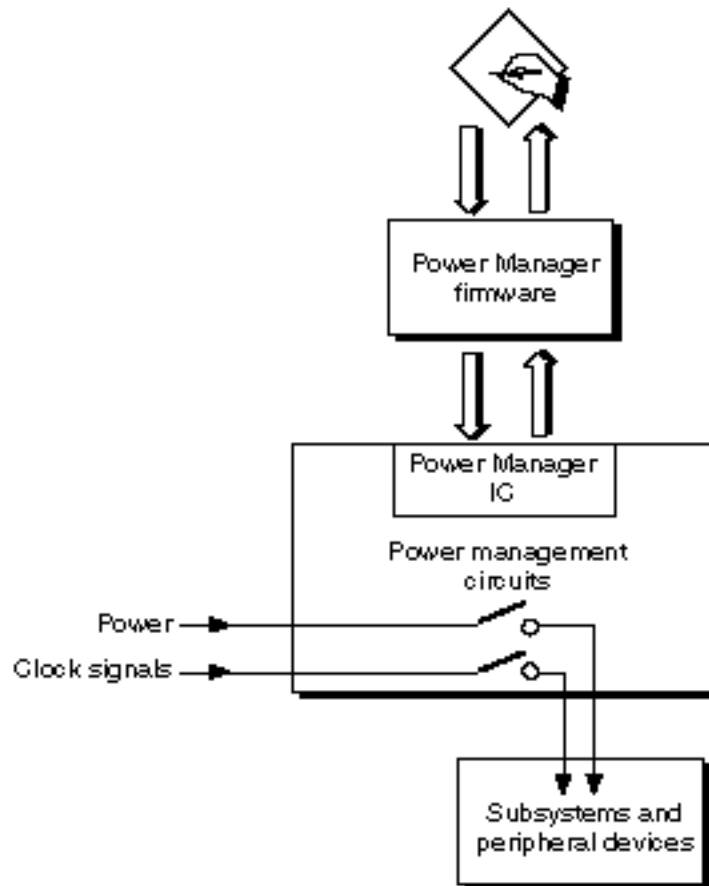 Power Manager
firmware
Power Manager
IC
Power management
circuits
Power
Clock signals
Subsystems and
peripheral devices